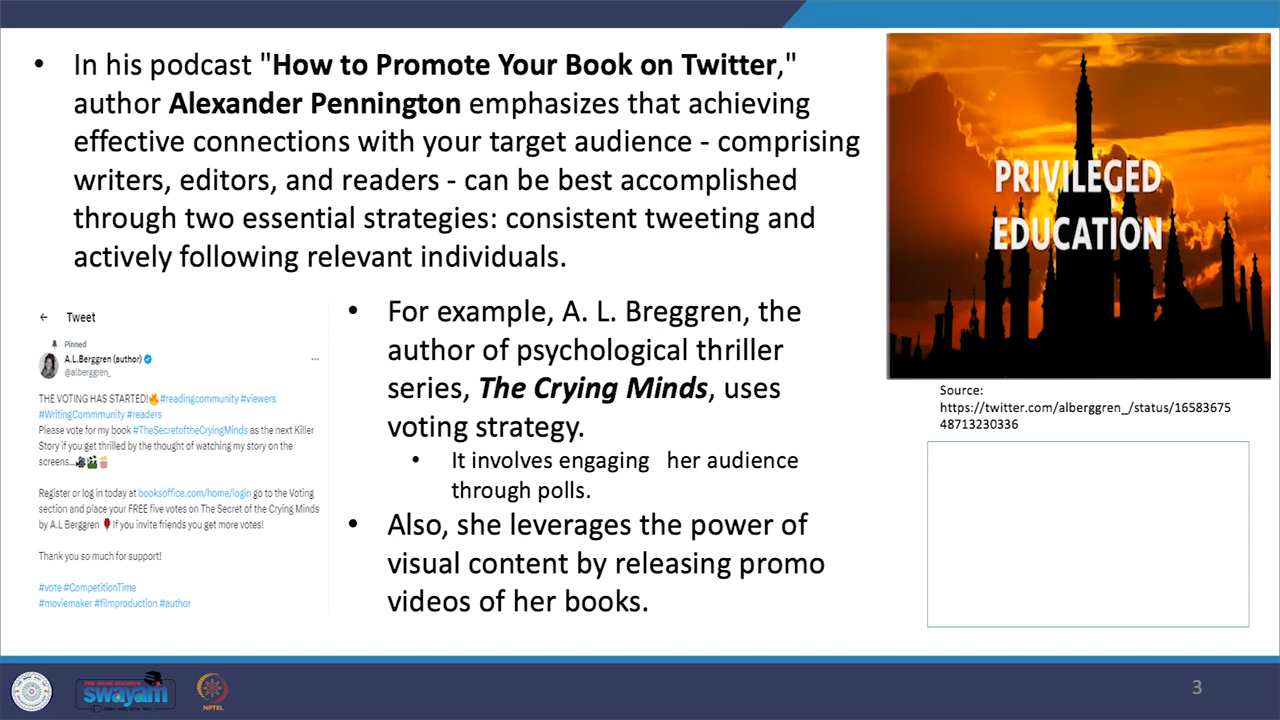 • In his podcast "How to Promote Your Book on Twitter,"
author Alexander Pennington emphasizes that achieving
effective connections with your target audience - comprising
writers, editors, and readers - can be best accomplished
through two essential strategies: consistent tweeting and
actively following relevant individuals.
PRIVILEGED
EDUCATION
Source:
https://twitter.com/alberggren_/status/16583675
48713230336
← Tweet
Pinned
A.L.Berggren (author)
@alberggren_
...
THE VOTING HAS STARTED!🔥#readingcommunity #viewers
#WritingCommmunity #readers
Please vote for my book #TheSecretoftheCryingMinds as the next Killer
Story if you get thrilled by the thought of watching my story on the
screens...🎥🎬🍿
Register or log in today at booksoffice.com/home/login go to the Voting
section and place your FREE five votes on The Secret of the Crying Minds
by A.L Berggren 🌹If you invite friends you get more votes!
Thank you so much for support!
#vote #CompetitionTime
#moviemaker #filmproduction #author
• For example, A. L. Breggren, the
author of psychological thriller
series, The Crying Minds, uses
voting strategy.
• It involves engaging her audience
through polls.
• Also, she leverages the power of
visual content by releasing promo
videos of her books.
swayam
NPTEL
3